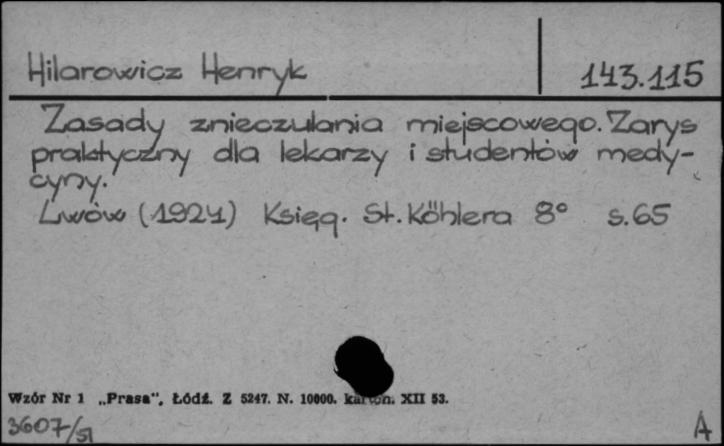 Hilarowicz Henryk
143.115
Zasady znieczulania miejscowego. Zarys
praktyczny dla lekarzy i studentów medy-
cyny.
Lwów (1924) Księg. St. Köhlera 8° s.65
Wzór Nr 1 „Prasa", Łódź. Z 5247. N. 10000. karton. XII 53.
3607/51
A